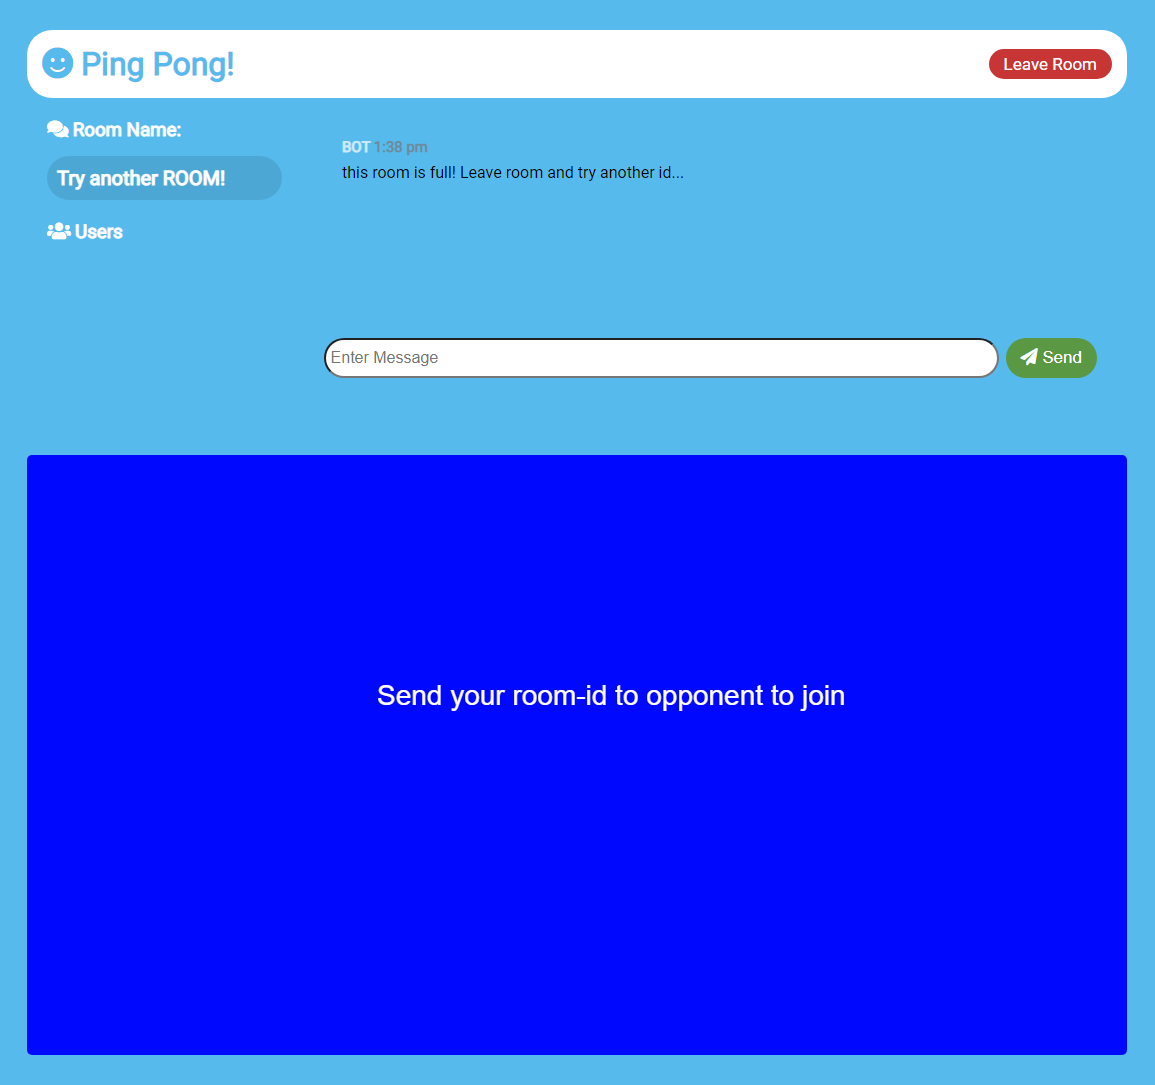 Ping Pong!
Leave Room
Room Name:
Try another ROOM!
Users
BOT 1:38 pm
this room is full! Leave room and try another id...
Enter Message
Send
Send your room-id to opponent to join